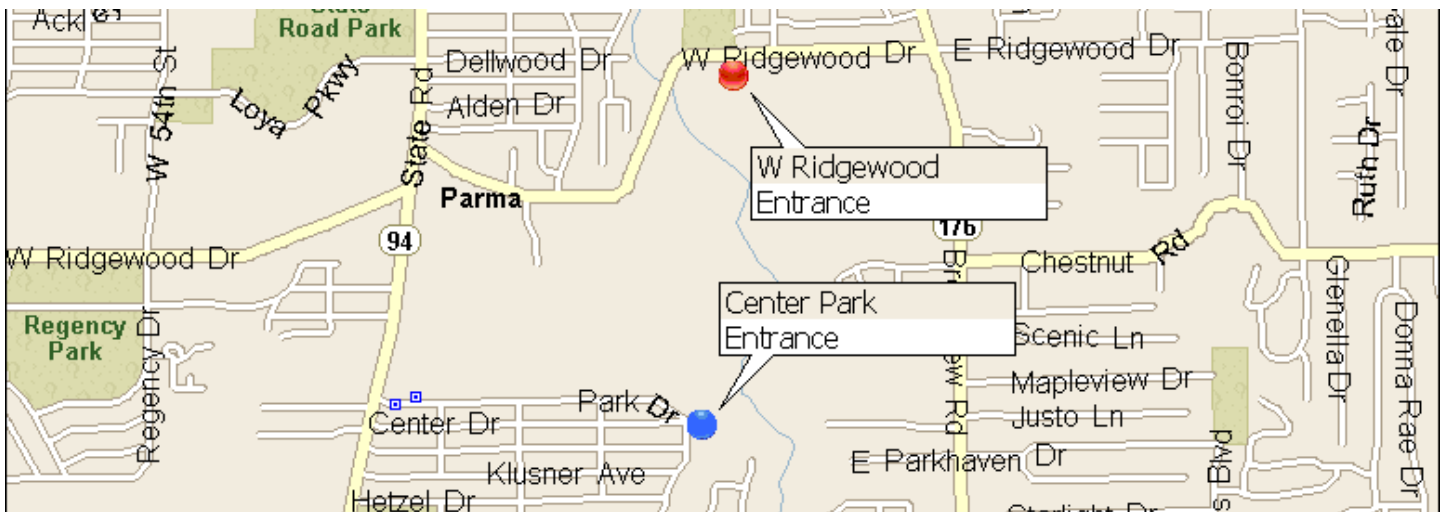 State
Road Park
W Ridgewood Dr
E Ridgewood Dr
Dellwood Dr
Alden Dr
Loya Pkwy
W 54th St
State Rd
Bonroi Dr
Ruth Dr
W Ridgewood
Entrance
Parma
94
176
W Ridgewood Dr
Chestnut Rd
Center Park
Entrance
Regency
Park
Regency Dr
Scenic Ln
Glenella Dr
Donna Rae Dr
Mapleview Dr
Park Dr
Justo Ln
Center Dr
E Parkhaven Dr
Klusner Ave
Hetzel Dr
Starlight Dr
Blvd